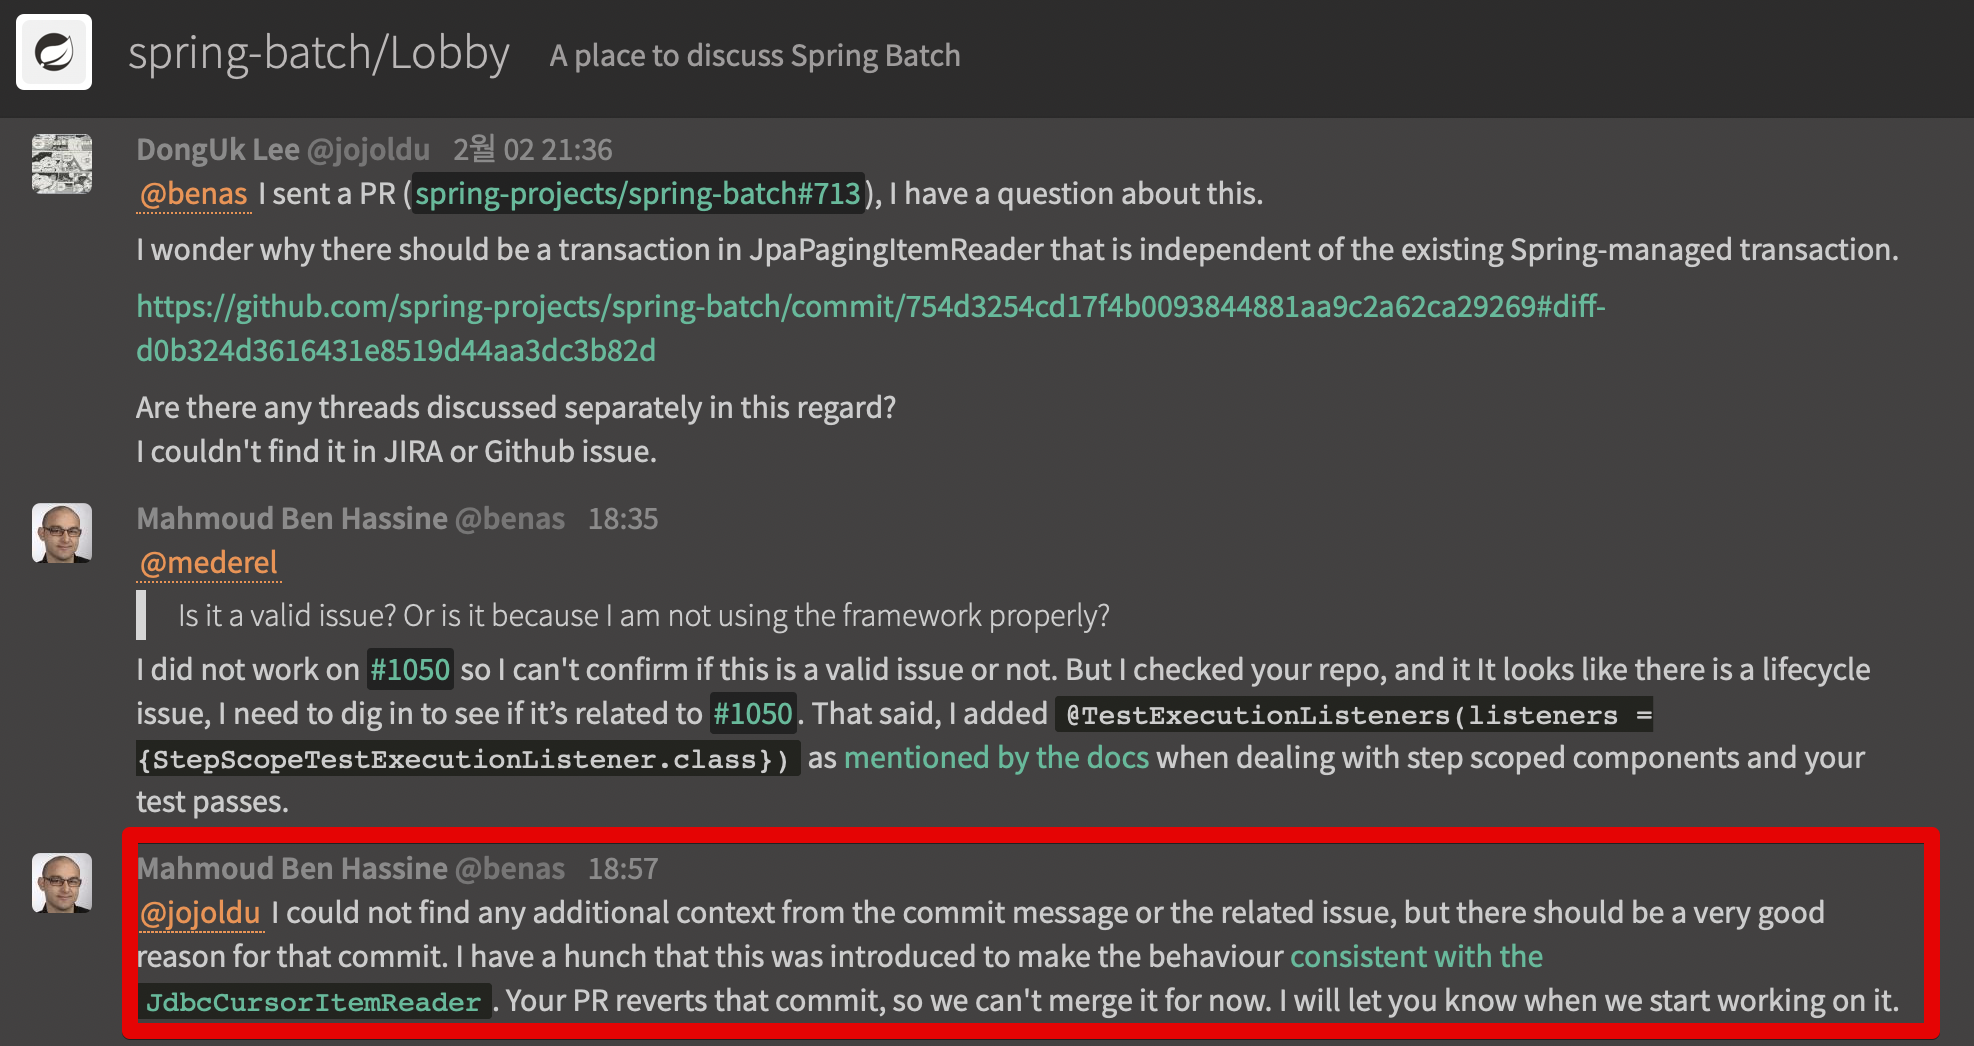 spring-batch/Lobby A place to discuss Spring Batch
DongUk Lee @jojoldu 2월 02 21:36
@benas I sent a PR (spring-projects/spring-batch#713), I have a question about this.
I wonder why there should be a transaction in JpaPagingItemReader that is independent of the existing Spring-managed transaction.
https://github.com/spring-projects/spring-batch/commit/754d3254cd17f4b0093844881aa9c2a62ca29269#diff-
d0b324d3616431e8519d44aa3dc3b82d
Are there any threads discussed separately in this regard?
I couldn't find it in JIRA or Github issue.
Mahmoud Ben Hassine @benas 18:35
@mederel
Is it a valid issue? Or is it because I am not using the framework properly?
I did not work on #1050 so I can't confirm if this is a valid issue or not. But I checked your repo, and it It looks like there is a lifecycle
issue, I need to dig in to see if it’s related to #1050. That said, I added @TestExecutionListeners(listeners =
{StepScopeTestExecutionListener.class}) as mentioned by the docs when dealing with step scoped components and your
test passes.
Mahmoud Ben Hassine @benas 18:57
@jojoldu I could not find any additional context from the commit message or the related issue, but there should be a very good
reason for that commit. I have a hunch that this was introduced to make the behaviour consistent with the
JdbcCursorItemReader. Your PR reverts that commit, so we can't merge it for now. I will let you know when we start working on it.